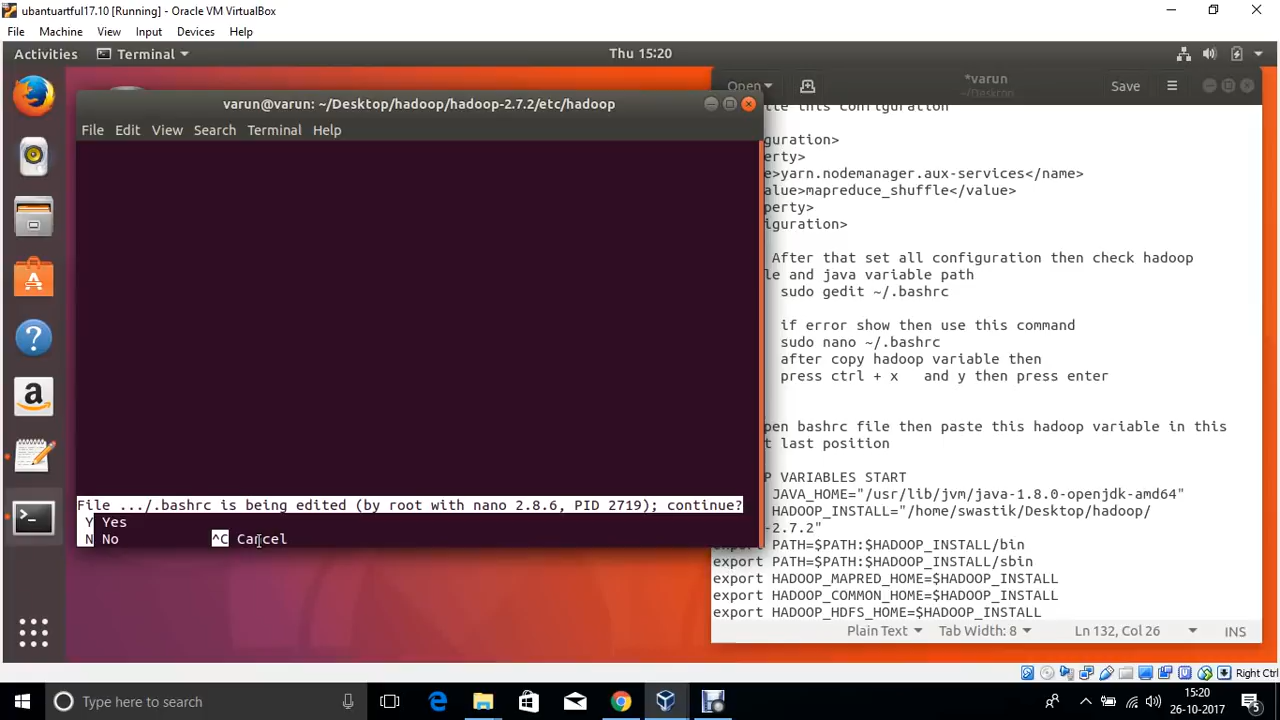 ubantuartful17.10 [Running] - Oracle VM VirtualBox
File Machine View Input Devices Help
Activities Terminal Thu 15:20
Open *varun Save
~/Desktop
varun@varun: ~/Desktop/hadoop/hadoop-2.7.2/etc/hadoop
File Edit View Search Terminal Help
this configuration
guration>
erty>
e>yarn.nodemanager.aux-services</name>
alue>mapreduce_shuffle</value>
perty>
iguration>
After that set all configuration then check hadoop
le and java variable path
sudo gedit ~/.bashrc
if error show then use this command
sudo nano ~/.bashrc
after copy hadoop variable then
press ctrl + x and y then press enter
pen bashrc file then paste this hadoop variable in this
t last position
P VARIABLES START
JAVA_HOME="/usr/lib/jvm/java-1.8.0-openjdk-amd64"
HADOOP_INSTALL="/home/swastik/Desktop/hadoop/
-2.7.2"
export PATH=$PATH:$HADOOP_INSTALL/bin
export PATH=$PATH:$HADOOP_INSTALL/sbin
export HADOOP_MAPRED_HOME=$HADOOP_INSTALL
export HADOOP_COMMON_HOME=$HADOOP_INSTALL
export HADOOP_HDFS_HOME=$HADOOP_INSTALL
Plain Text Tab Width: 8 Ln 132, Col 26 INS
File .../.bashrc is being edited (by root with nano 2.8.6, PID 2719); continue?
Y Yes
N No ^C Cancel
Right Ctrl
Type here to search
15:20
26-10-2017
5